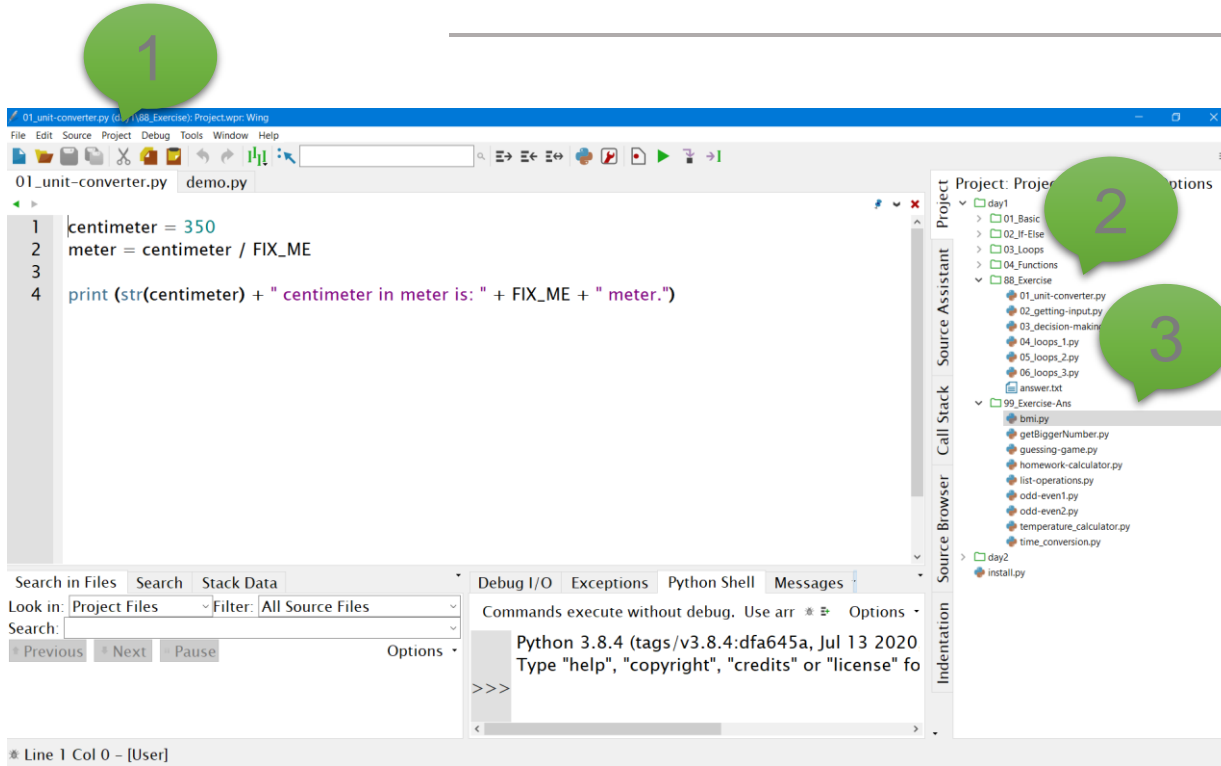 1
01_unit-converter.py (day1\88_Exercise): Project.wpr: Wing
File Edit Source Project Debug Tools Window Help
01_unit-converter.py demo.py
1 centimeter = 350
2 meter = centimeter / FIX_ME
3
4 print (str(centimeter) + " centimeter in meter is: " + FIX_ME + " meter.")
Project
Source Assistant
Call Stack
Source Browser
Indentation
Project: Options
2
day1
01_Basic
02_If-Else
03_Loops
04_Functions
88_Exercise
01_unit-converter.py
02_getting-input.py
3
04_loops_1.py
05_loops_2.py
06_loops_3.py
answer.txt
99_Exercise-Ans
bmi.py
getBiggerNumber.py
guessing-game.py
homework-calculator.py
list-operations.py
odd-even1.py
odd-even2.py
temperature_calculator.py
time_conversion.py
day2
install.py
Search in Files Search Stack Data
Look in: Project Files Filter: All Source Files
Search:
Previous Next Pause Options
Debug I/O Exceptions Python Shell Messages
Commands execute without debug. Use arr Options
Python 3.8.4 (tags/v3.8.4:dfa645a, Jul 13 2020
Type "help", "copyright", "credits" or "license" fo
>>>
Line 1 Col 0 – [User]